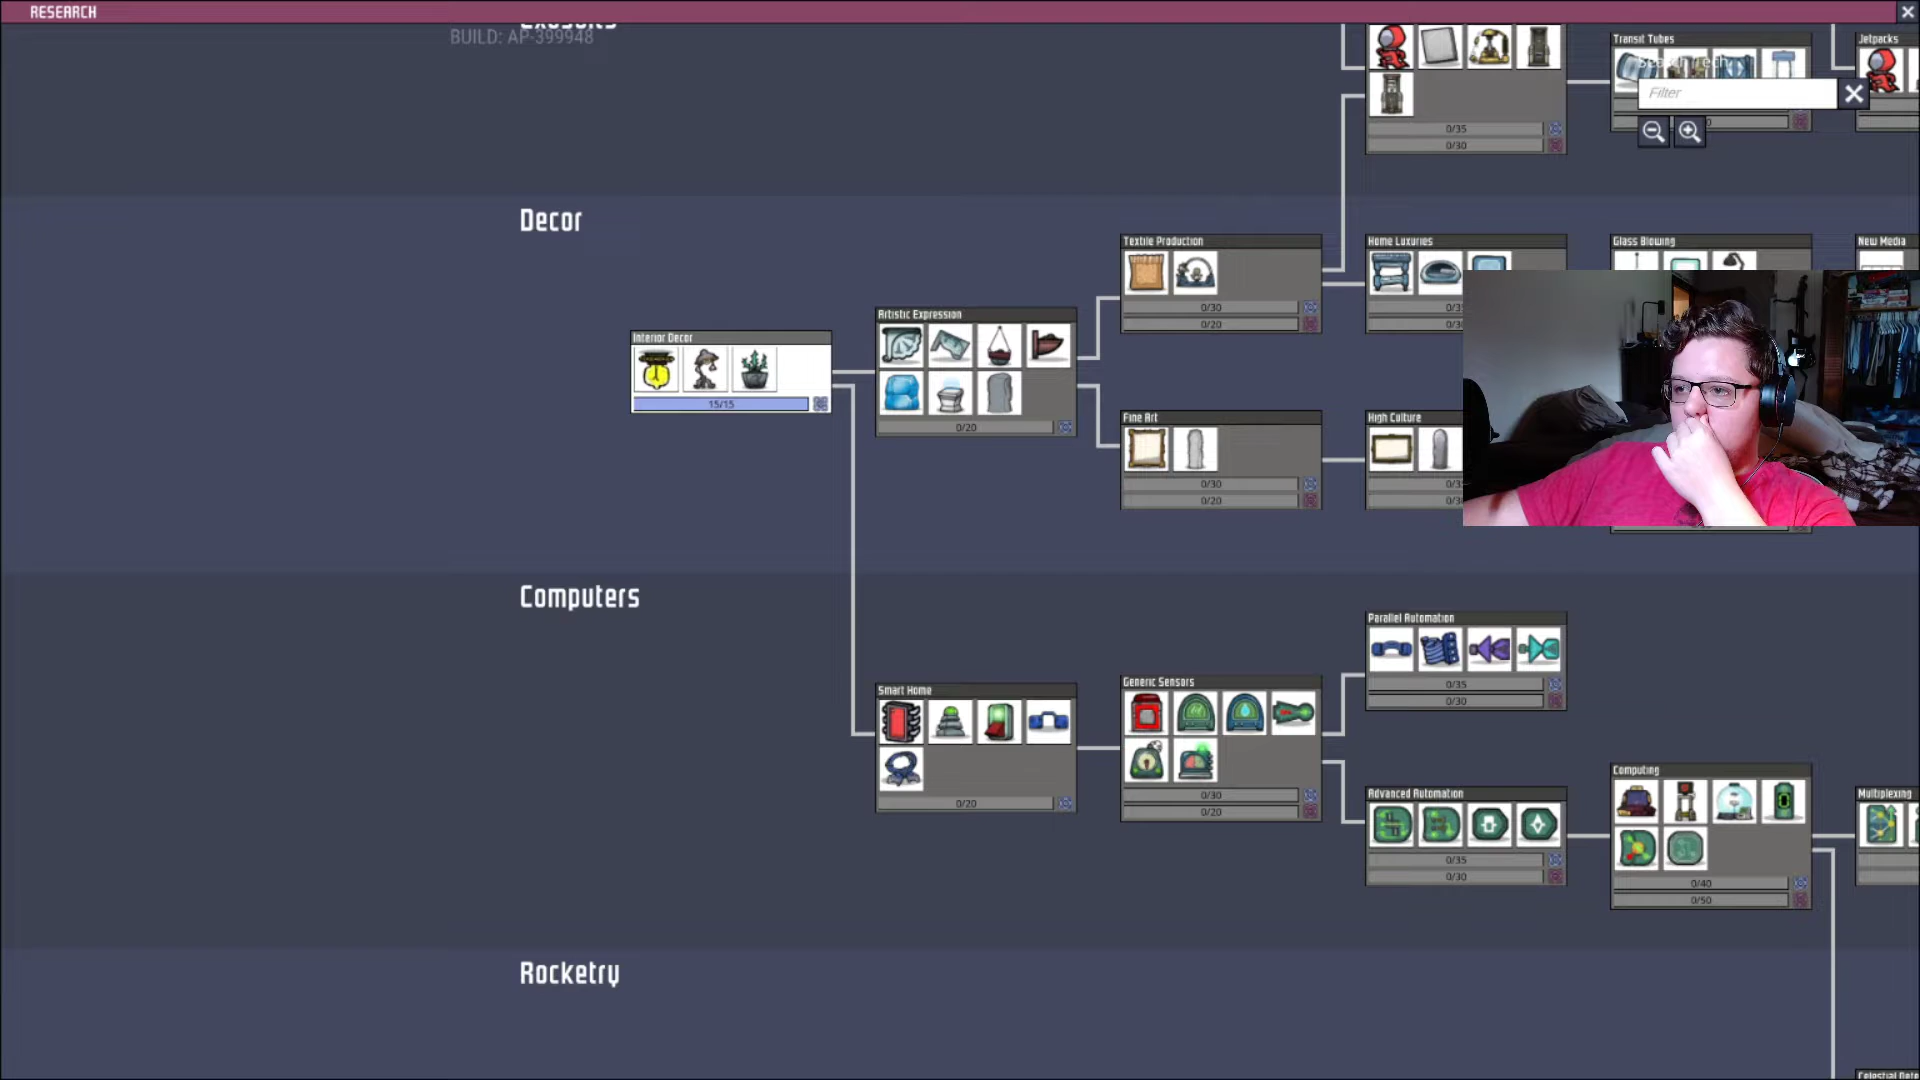 RESEARCH
BUILD: AP-399948
Exosuits
Transit Tubes
Jetpacks
Search Tech
Filter
0/35
0/30
Decor
Textile Production
Home Luxuries
Glass Blowing
New Media
0/30
0/20
Interior Decor
15/15
Artistic Expression
0/20
Fine Art
High Culture
0/30
0/20
Computers
Parallel Automation
0/35
0/30
Smart Home
0/20
Generic Sensors
0/30
0/20
Advanced Automation
0/35
0/30
Computing
0/40
0/50
Multiplexing
Rocketry